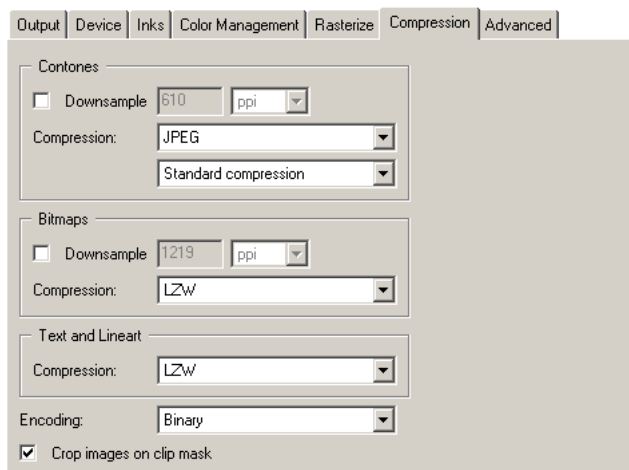 Output Device Inks Color Management Rasterize Compression Advanced
Contones
Downsample 610 ppi
Compression: JPEG
Standard compression
Bitmaps
Downsample 1219 ppi
Compression: LZW
Text and Lineart
Compression: LZW
Encoding: Binary
Crop images on clip mask